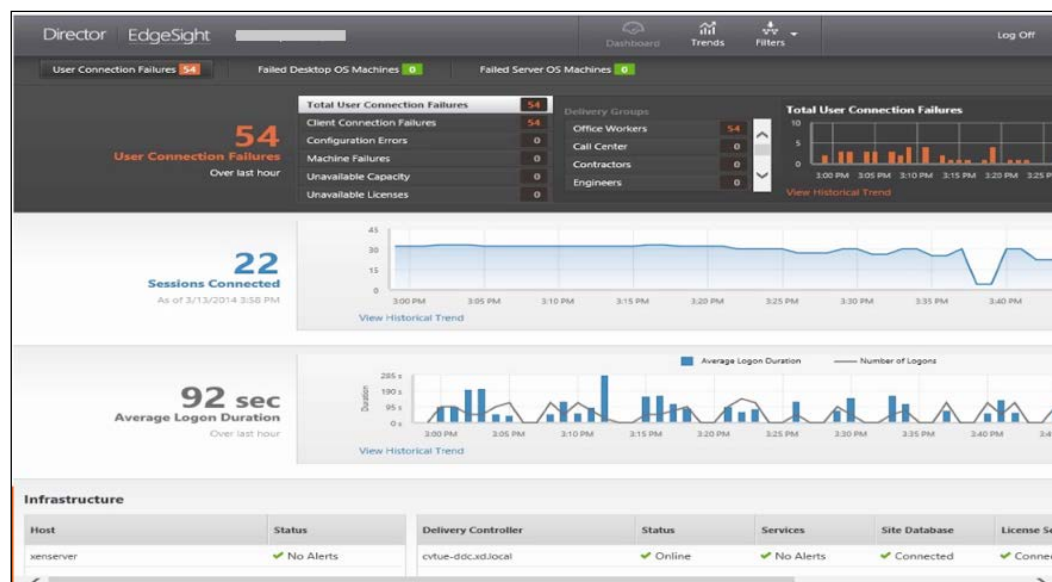 Director EdgeSight
Dashboard Trends Filters Log Off
User Connection Failures 54 Failed Desktop OS Machines 0 Failed Server OS Machines 0
54
User Connection Failures
Over last hour
Total User Connection Failures 54
Client Connection Failures 54
Configuration Errors 0
Machine Failures 0
Unavailable Capacity 0
Unavailable Licenses 0
Delivery Groups
Office Workers 54
Call Center 0
Contractors 0
Engineers 0
Total User Connection Failures
10
5
0
3:00 PM 3:05 PM 3:10 PM 3:15 PM 3:20 PM 3:25 P
View Historical Trend
22
Sessions Connected
As of 3/13/2014 3:58 PM
45
30
15
0
3:00 PM 3:05 PM 3:10 PM 3:15 PM 3:20 PM 3:25 PM 3:30 PM 3:35 PM 3:40 PM
View Historical Trend
92 sec
Average Logon Duration
Over last hour
Average Logon Duration Number of Logons
Duration
285 s
190 s
95 s
0 s
3:00 PM 3:05 PM 3:10 PM 3:15 PM 3:20 PM 3:25 PM 3:30 PM 3:35 PM 3:40 PM 3:4
View Historical Trend
Infrastructure
Host Status Delivery Controller Status Services Site Database License Se
xenserver No Alerts cvtue-ddc.xd.local Online No Alerts Connected Connec